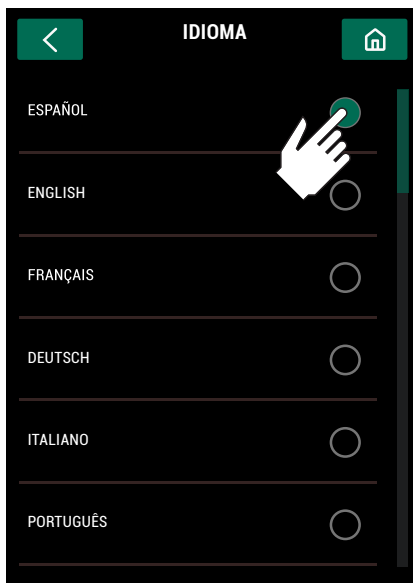 IDIOMA
ESPAÑOL
ENGLISH
FRANÇAIS
DEUTSCH
ITALIANO
PORTUGUÊS